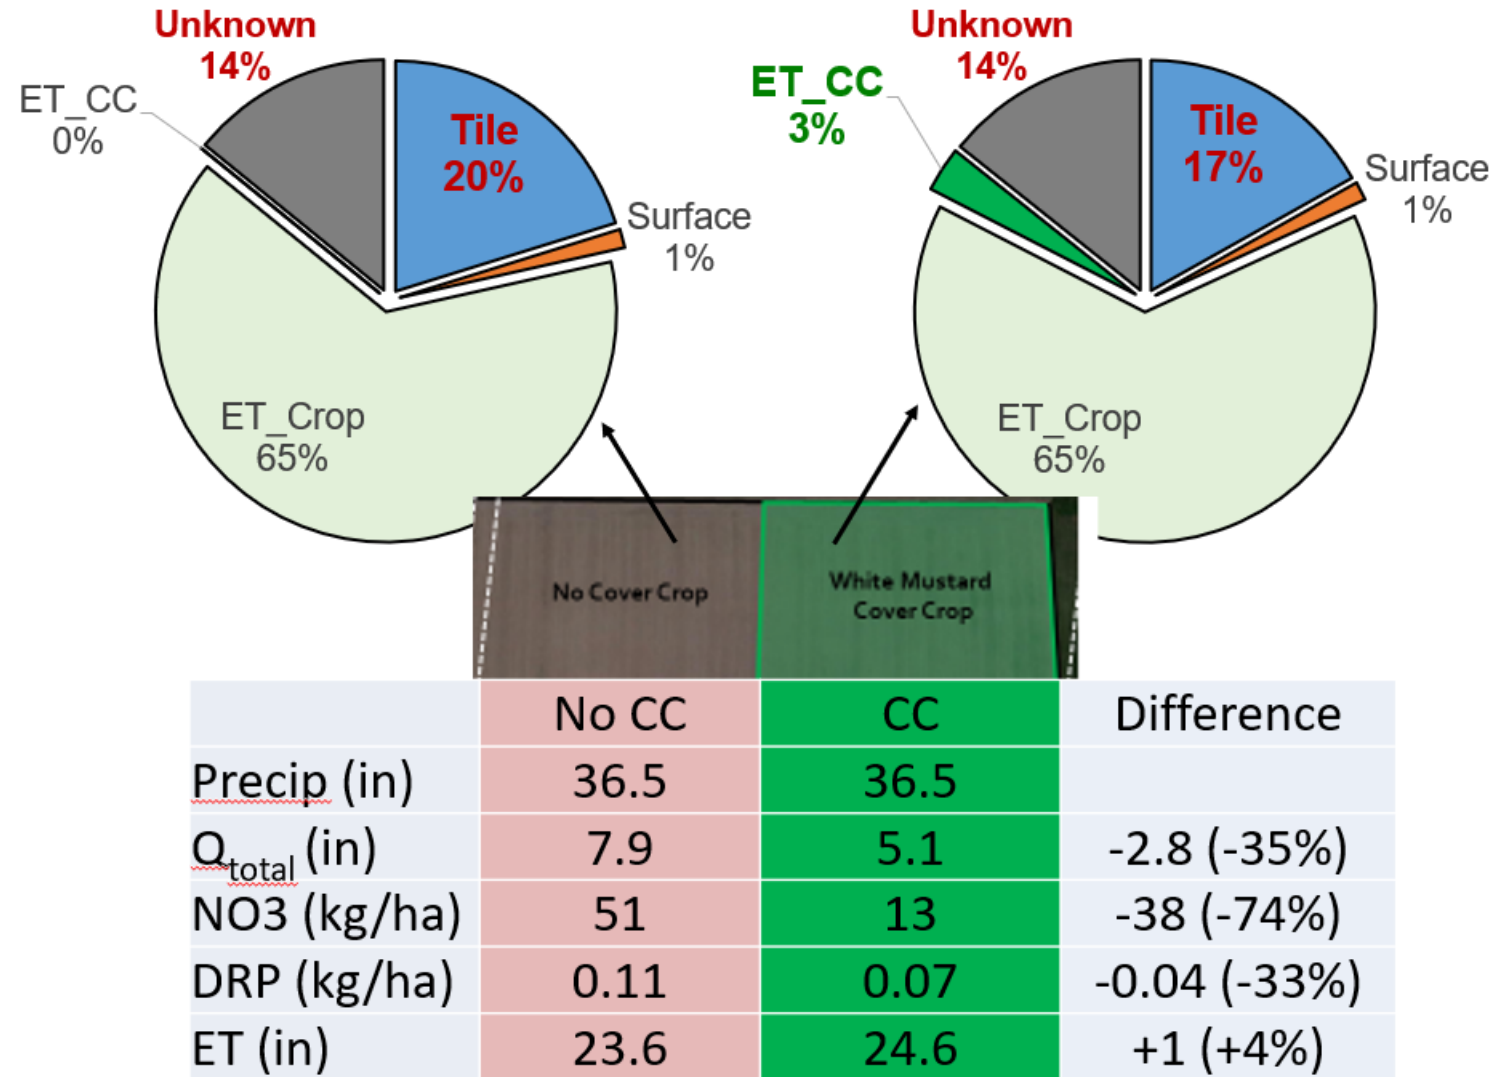 Unknown
14%
ET_CC
0%
Tile
20%
Surface
1%
ET_Crop
65%
Unknown
14%
ET_CC
3%
Tile
17%
Surface
1%
ET_Crop
65%
No Cover Crop
White Mustard
Cover Crop
No CC CC Difference
Precip (in) 36.5 36.5
Qtotal (in) 7.9 5.1 -2.8 (-35%)
NO3 (kg/ha) 51 13 -38 (-74%)
DRP (kg/ha) 0.11 0.07 -0.04 (-33%)
ET (in) 23.6 24.6 +1 (+4%)